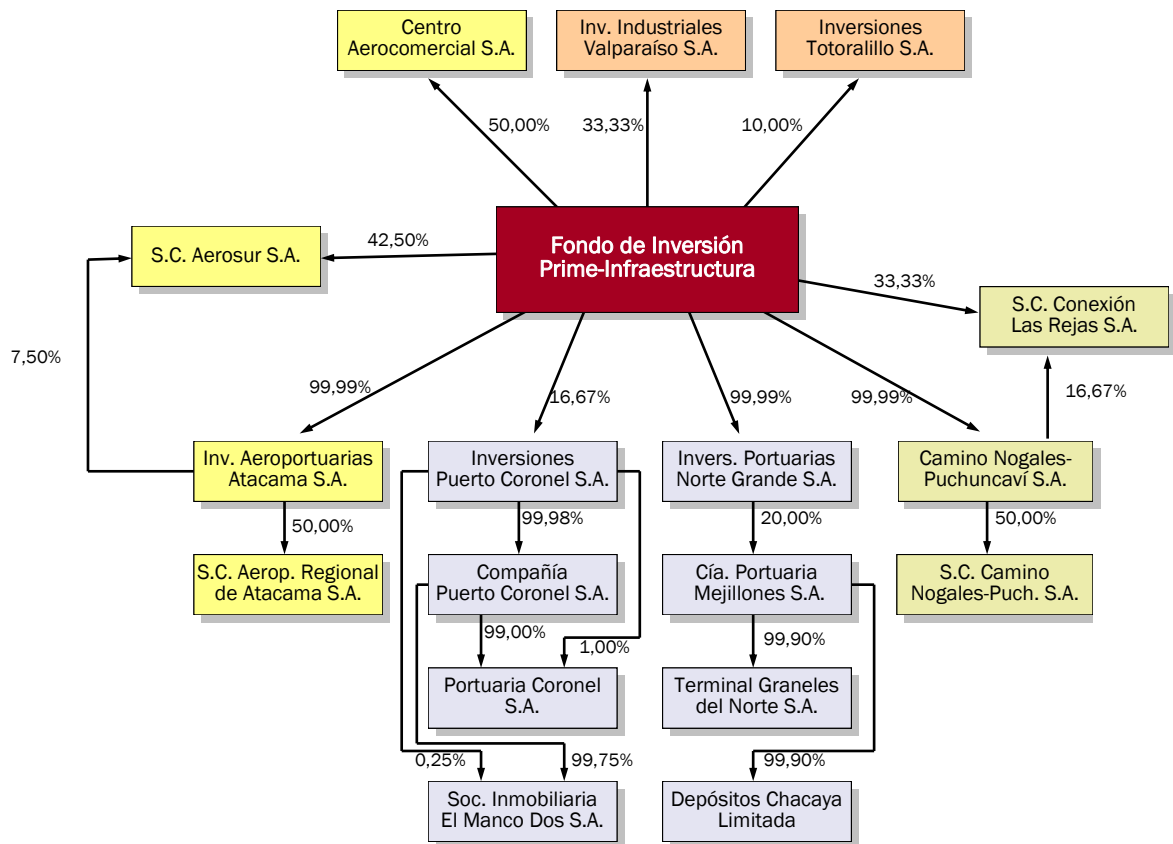 Centro
Aerocomercial S.A.
Inv. Industriales
Valparaíso S.A.
Inversiones
Totoralillo S.A.
50,00%
33,33%
10,00%
S.C. Aerosur S.A.
42,50%
Fondo de Inversión
Prime-Infraestructura
33,33%
S.C. Conexión
Las Rejas S.A.
7,50%
99,99%
16,67%
99,99%
99,99%
16,67%
Inv. Aeroportuarias
Atacama S.A.
Inversiones
Puerto Coronel S.A.
Invers. Portuarias
Norte Grande S.A.
Camino Nogales-
Puchuncaví S.A.
50,00%
99,98%
20,00%
50,00%
S.C. Aerop. Regional
de Atacama S.A.
Compañía
Puerto Coronel S.A.
Cía. Portuaria
Mejillones S.A.
S.C. Camino
Nogales-Puch. S.A.
99,00%
1,00%
99,90%
Portuaria Coronel
S.A.
Terminal Graneles
del Norte S.A.
0,25%
99,75%
99,90%
Soc. Inmobiliaria
El Manco Dos S.A.
Depósitos Chacaya
Limitada